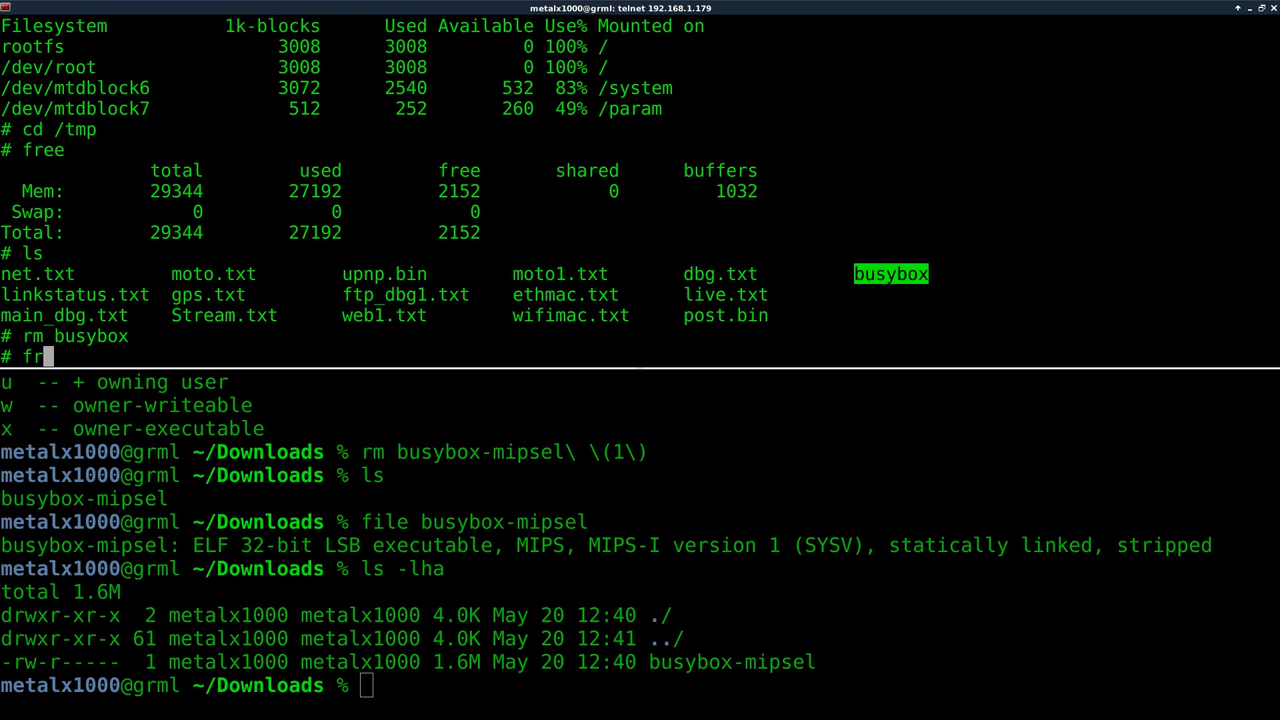 metalx1000@grml: telnet 192.168.1.179
Filesystem 1k-blocks Used Available Use% Mounted on
rootfs 3008 3008 0 100% /
/dev/root 3008 3008 0 100% /
/dev/mtdblock6 3072 2540 532 83% /system
/dev/mtdblock7 512 252 260 49% /param
# cd /tmp
# free
total used free shared buffers
Mem: 29344 27192 2152 0 1032
Swap: 0 0 0
Total: 29344 27192 2152
# ls
net.txt moto.txt upnp.bin moto1.txt dbg.txt busybox
linkstatus.txt gps.txt ftp_dbg1.txt ethmac.txt live.txt
main_dbg.txt Stream.txt web1.txt wifimac.txt post.bin
# rm busybox
# fr
u -- + owning user
w -- owner-writeable
x -- owner-executable
metalx1000@grml ~/Downloads % rm busybox-mipsel\ \(1\)
metalx1000@grml ~/Downloads % ls
busybox-mipsel
metalx1000@grml ~/Downloads % file busybox-mipsel
busybox-mipsel: ELF 32-bit LSB executable, MIPS, MIPS-I version 1 (SYSV), statically linked, stripped
metalx1000@grml ~/Downloads % ls -lha
total 1.6M
drwxr-xr-x 2 metalx1000 metalx1000 4.0K May 20 12:40 ./
drwxr-xr-x 61 metalx1000 metalx1000 4.0K May 20 12:41 ../
-rw-r----- 1 metalx1000 metalx1000 1.6M May 20 12:40 busybox-mipsel
metalx1000@grml ~/Downloads %